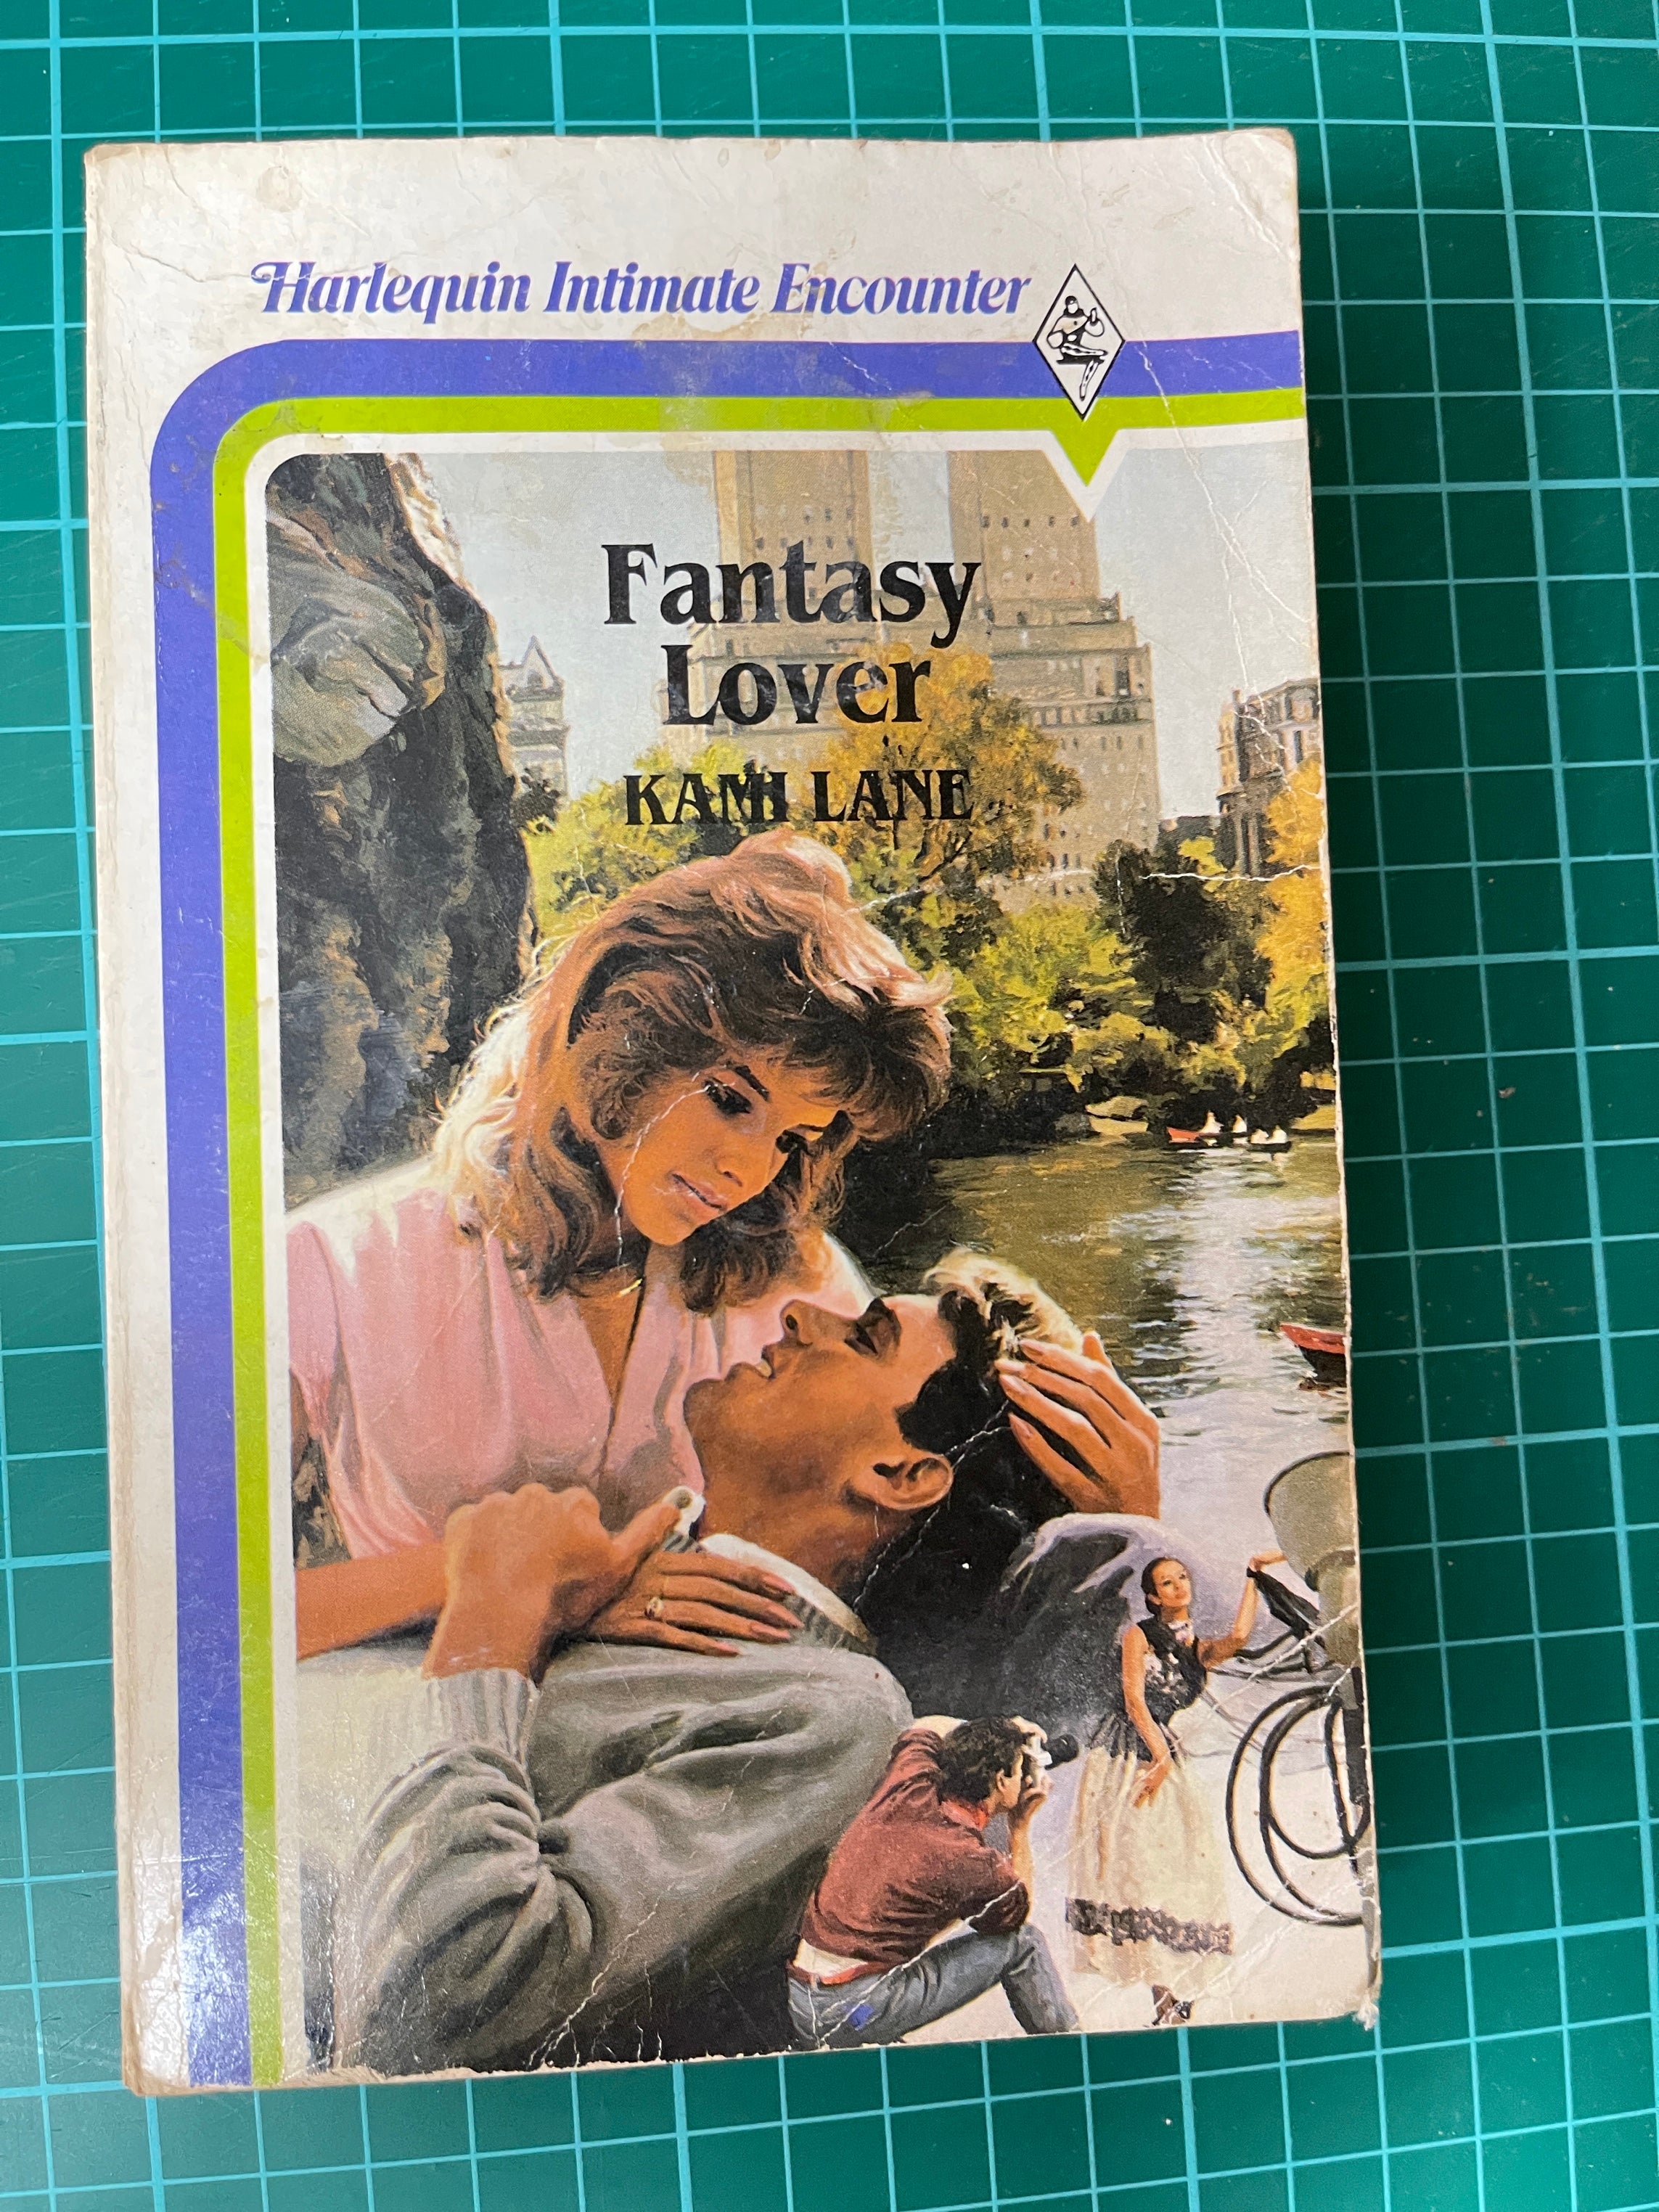 Harlequin Intimate Encounter
Fantasy
Lover
KAMI LANE